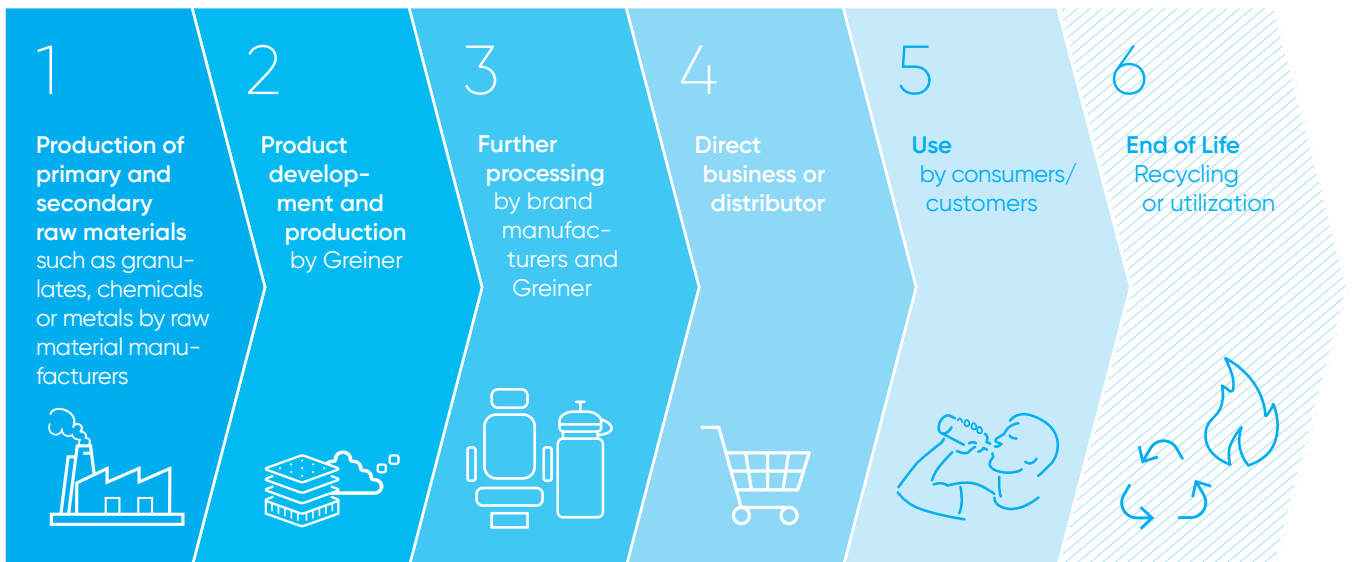 1
Production of
primary and
secondary
raw materials
such as granu-
lates, chemicals
or metals by raw
material manu-
facturers
2
Product
develop-
ment and
production
by Greiner
3
Further
processing
by brand
manufac-
turers and
Greiner
4
Direct
business or
distributor
5
Use
by consumers/
customers
6
End of Life
Recycling
or utilization